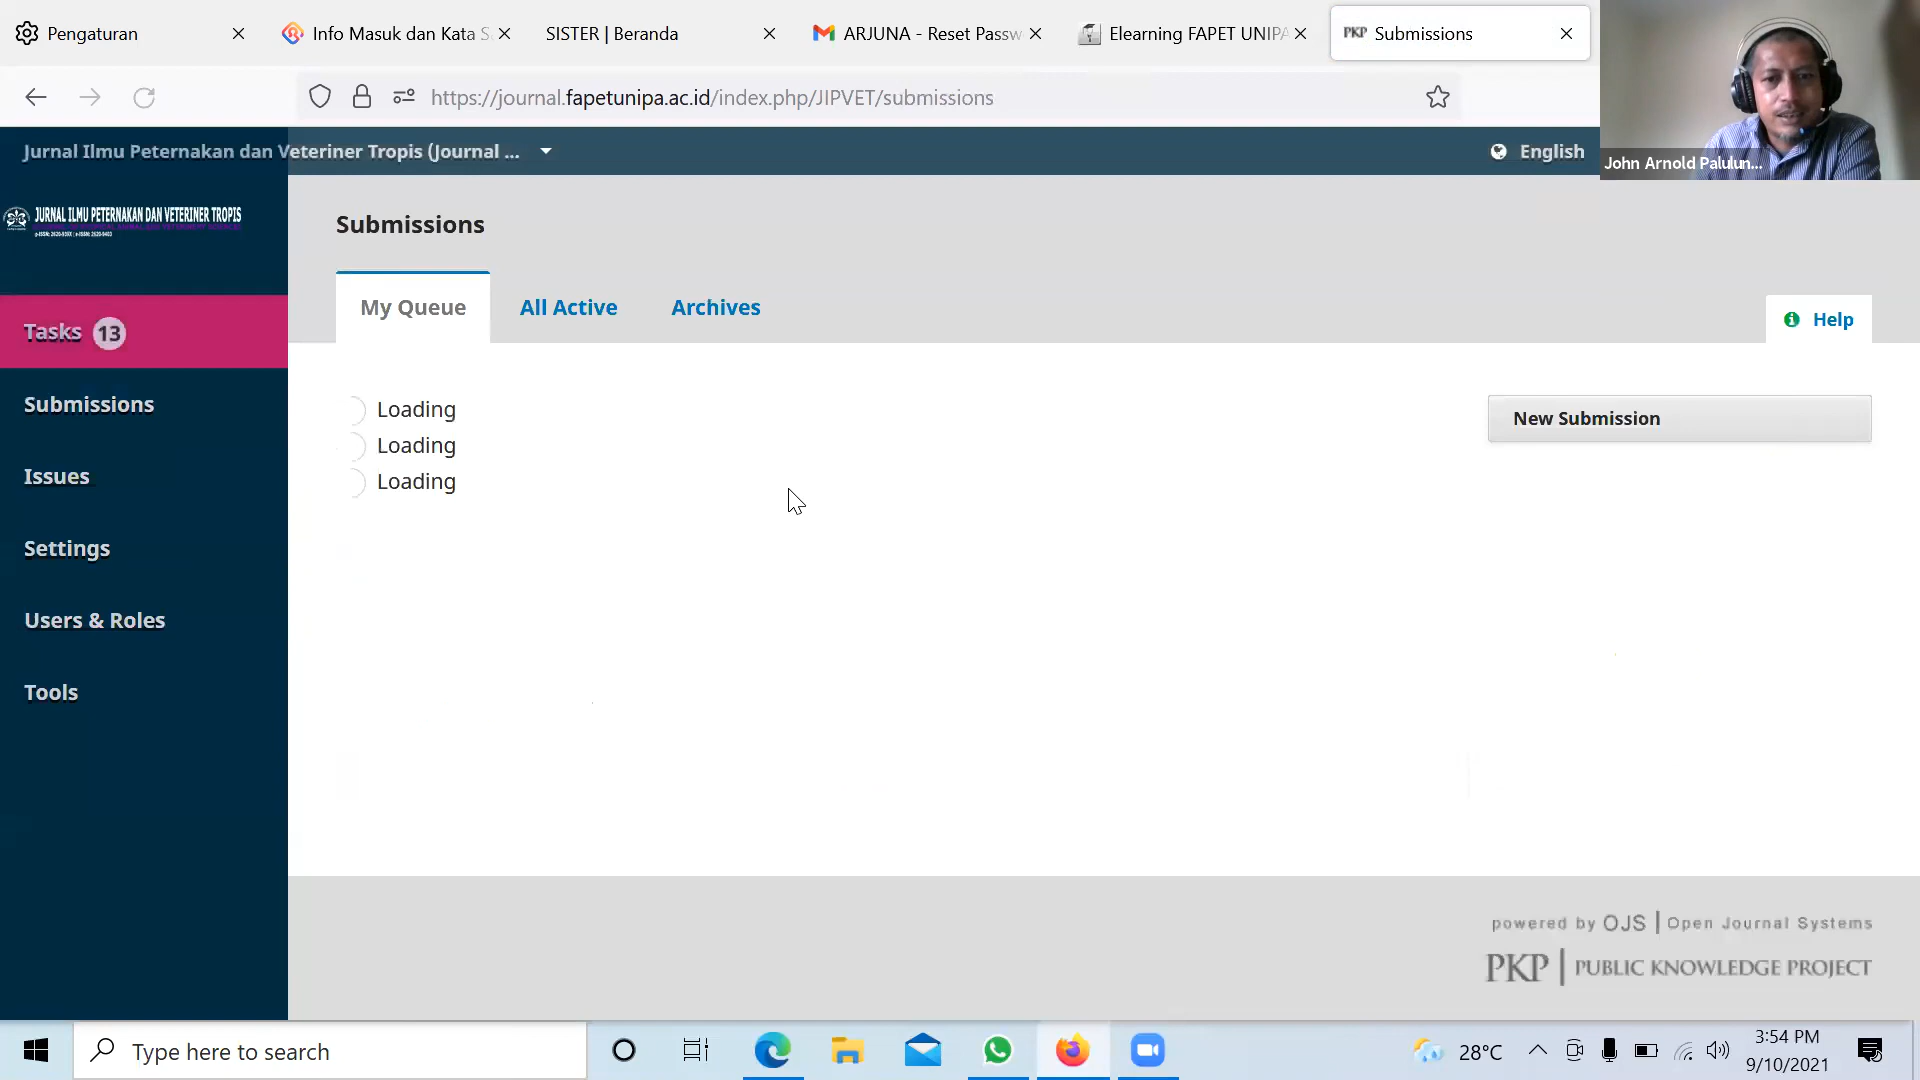 Pengaturan
Info Masuk dan Kata S
SISTER | Beranda
ARJUNA - Reset Passw
Elearning FAPET UNIPA
PKP Submissions
https://journal.fapetunipa.ac.id/index.php/JIPVET/submissions
Jurnal Ilmu Peternakan dan Veteriner Tropis (Journal ...
English
John Arnold Palulun...
JURNAL ILMU PETERNAKAN DAN VETERINER TROPIS
Submissions
My Queue
All Active
Archives
Help
Tasks 13
Submissions
Issues
Settings
Users & Roles
Tools
Loading
Loading
Loading
New Submission
powered by OJS | Open Journal Systems
PKP | PUBLIC KNOWLEDGE PROJECT
Type here to search
28°C
3:54 PM
9/10/2021